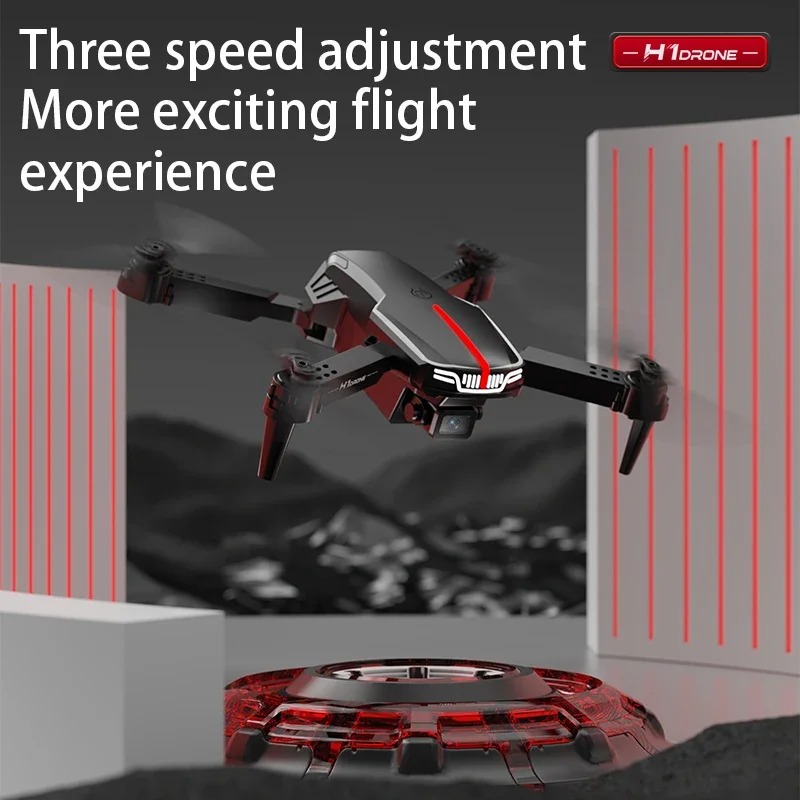 Three speed adjustment
H1DRONE
More exciting flight
experience
H1DRONE